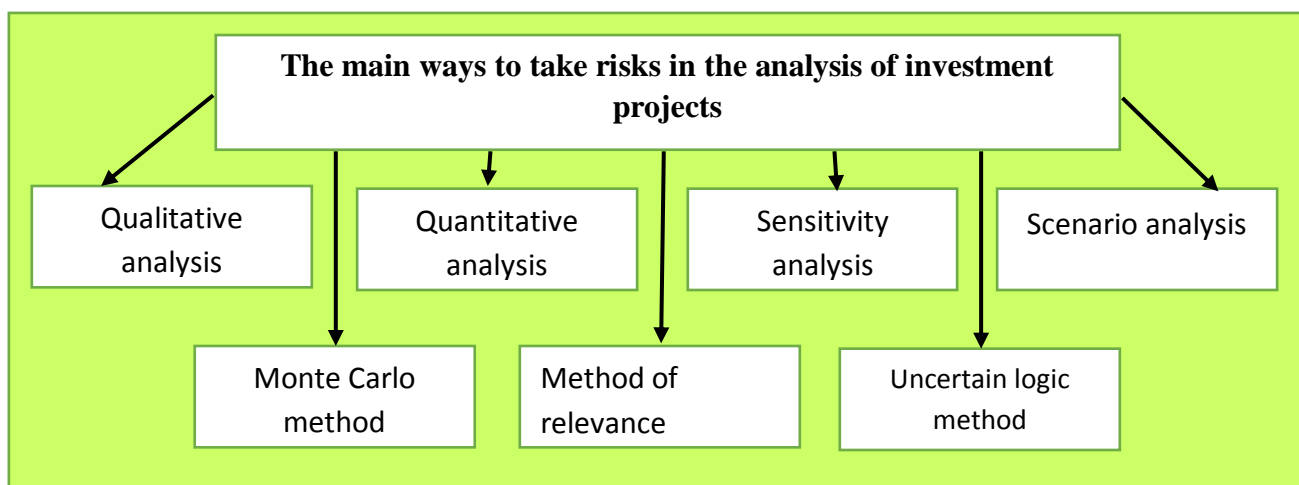 The main ways to take risks in the analysis of investment
projects
Qualitative
analysis
Quantitative
analysis
Sensitivity
analysis
Scenario analysis
Monte Carlo
method
Method of
relevance
Uncertain logic
method